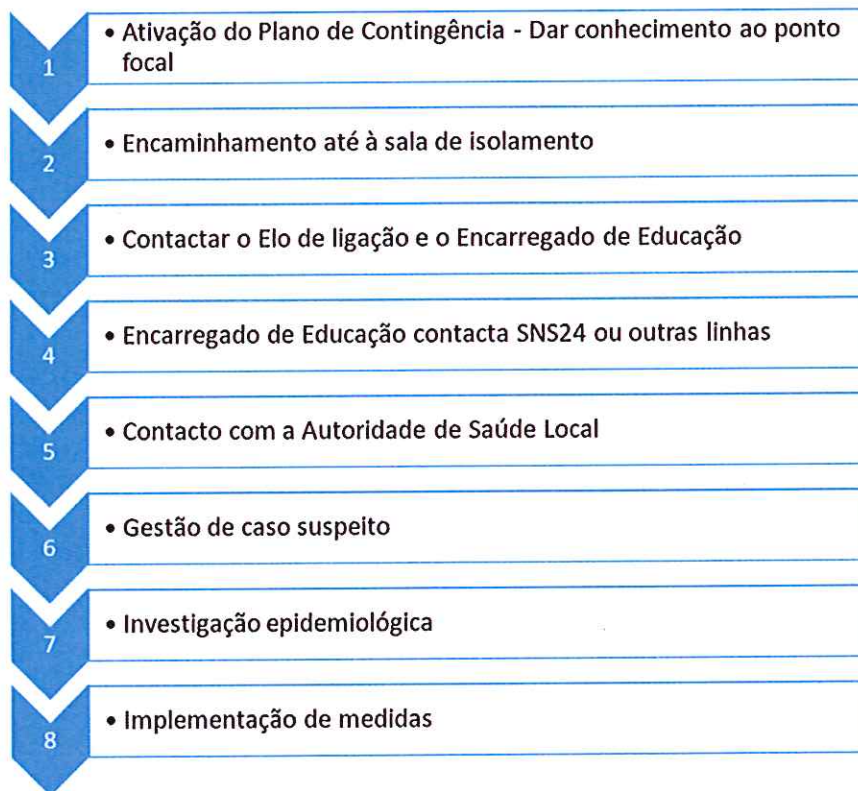 1
• Ativação do Plano de Contingência - Dar conhecimento ao ponto
focal
2
• Encaminhamento até à sala de isolamento
3
• Contactar o Elo de ligação e o Encarregado de Educação
4
• Encarregado de Educação contacta SNS24 ou outras linhas
5
• Contacto com a Autoridade de Saúde Local
6
• Gestão de caso suspeito
7
• Investigação epidemiológica
8
• Implementação de medidas